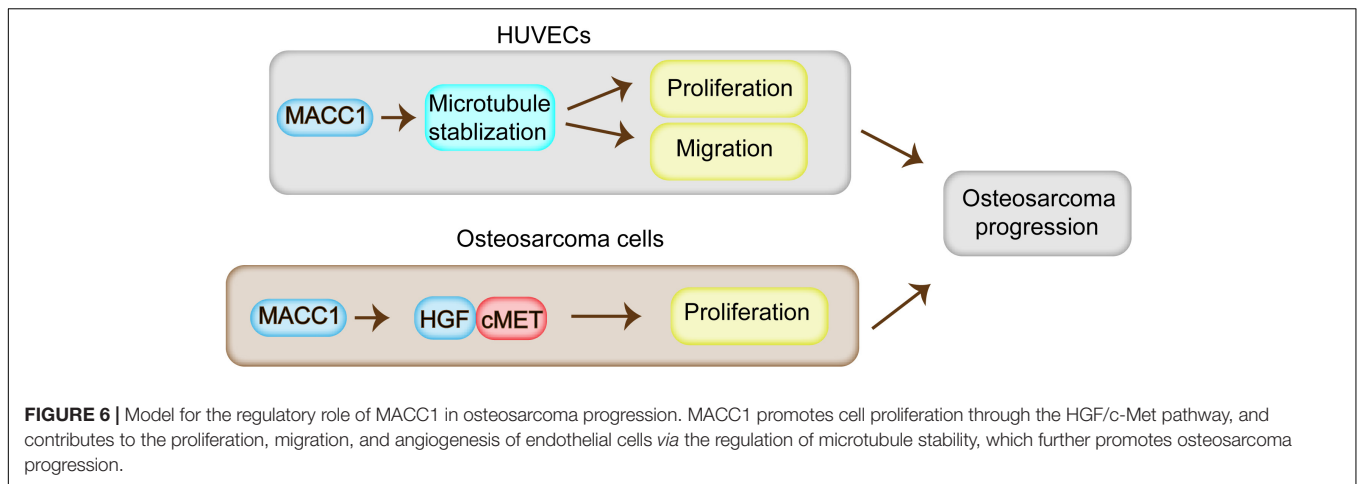 HUVECs
MACC1
Microtubule
stablization
Proliferation
Migration
Osteosarcoma
progression
Osteosarcoma cells
MACC1
HGF
cMET
Proliferation
FIGURE 6 | Model for the regulatory role of MACC1 in osteosarcoma progression. MACC1 promotes cell proliferation through the HGF/c-Met pathway, and
contributes to the proliferation, migration, and angiogenesis of endothelial cells via the regulation of microtubule stability, which further promotes osteosarcoma
progression.